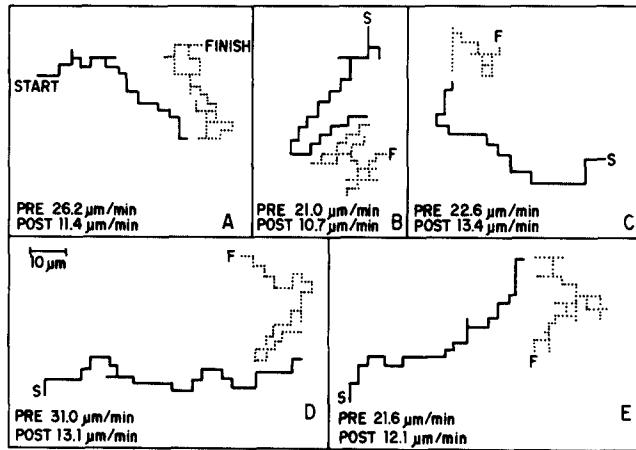 START
FINISH
PRE 26.2 μm/min
POST 11.4 μm/min
A
S
F
PRE 21.0 μm/min
POST 10.7 μm/min
B
F
S
PRE 22.6 μm/min
POST 13.4 μm/min
C
10 μm
F
S
PRE 31.0 μm/min
POST 13.1 μm/min
D
S
F
PRE 21.6 μm/min
POST 12.1 μm/min
E